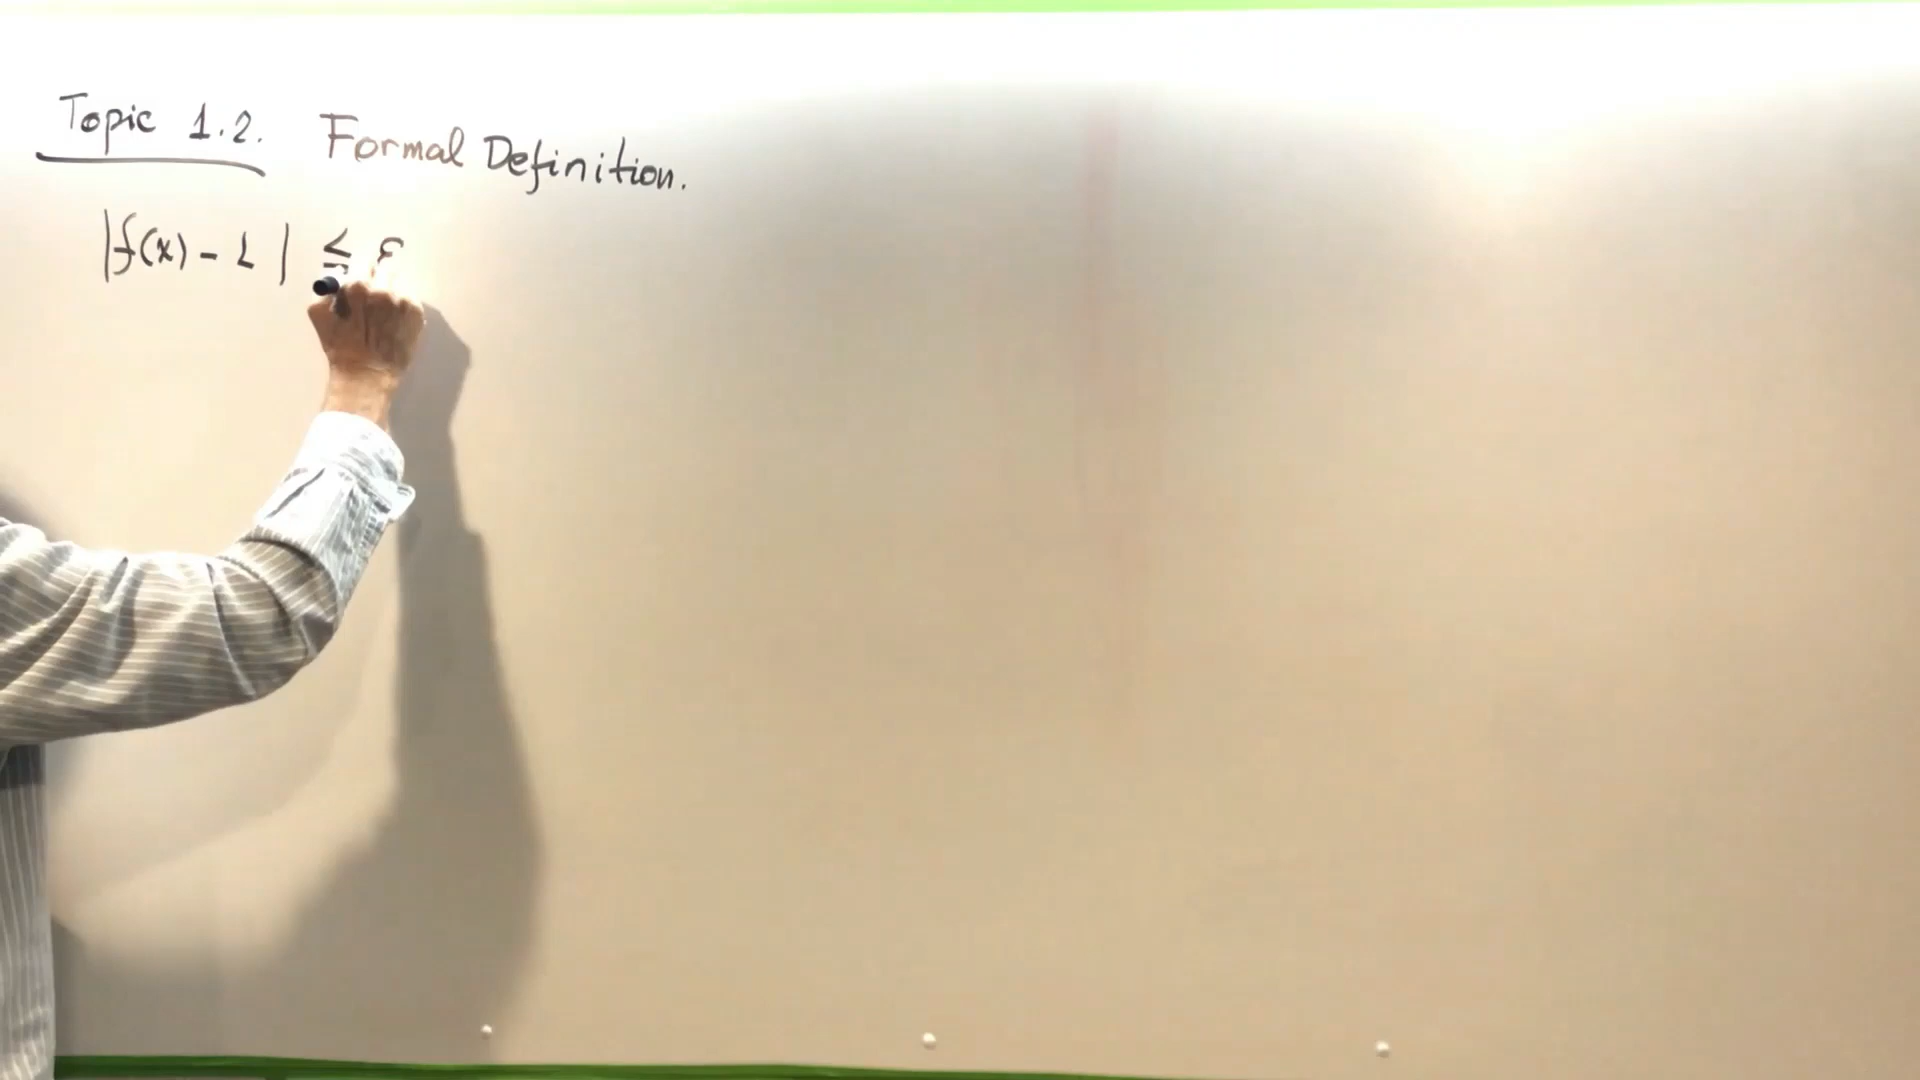 Topic 1.2. Formal Definition.
|f(x) - L| ≤ ε